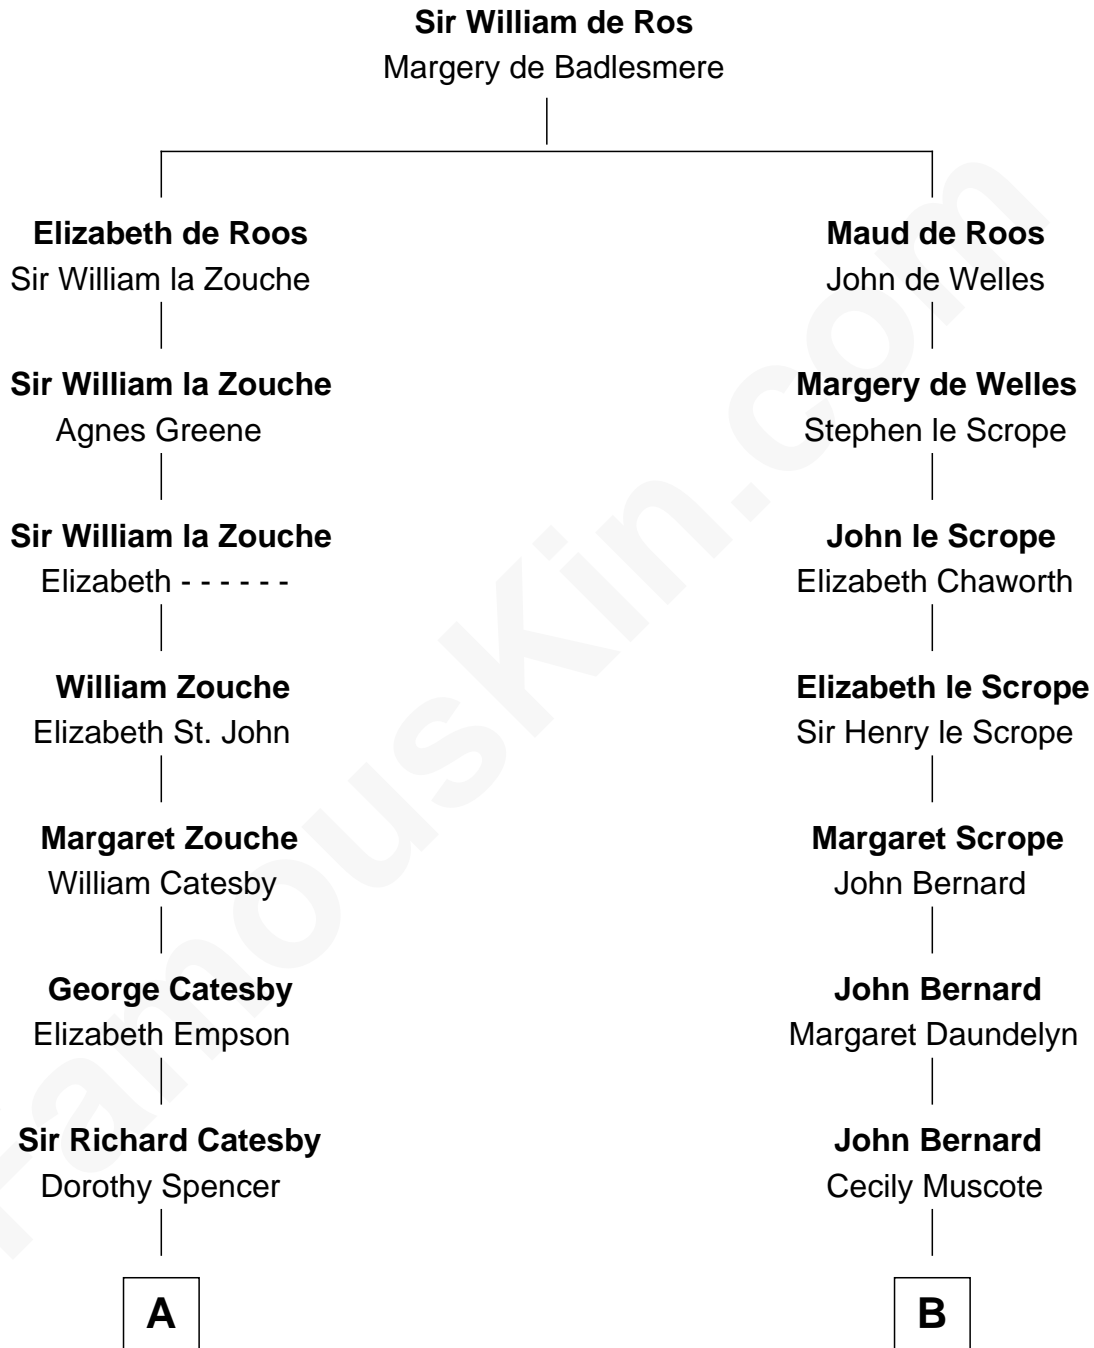 Sir William de Ros
Margery de Badlesmere
Elizabeth de Roos
Sir William la Zouche
Maud de Roos
John de Welles
Sir William la Zouche
Agnes Greene
Margery de Welles
Stephen le Scrope
Sir William la Zouche
Elizabeth - - - - - -
John le Scrope
Elizabeth Chaworth
William Zouche
Elizabeth St. John
Elizabeth le Scrope
Sir Henry le Scrope
Margaret Zouche
William Catesby
Margaret Scrope
John Bernard
George Catesby
Elizabeth Empson
John Bernard
Margaret Daundelyn
Sir Richard Catesby
Dorothy Spencer
John Bernard
Cecily Muscote
A
B
FamousKin.com